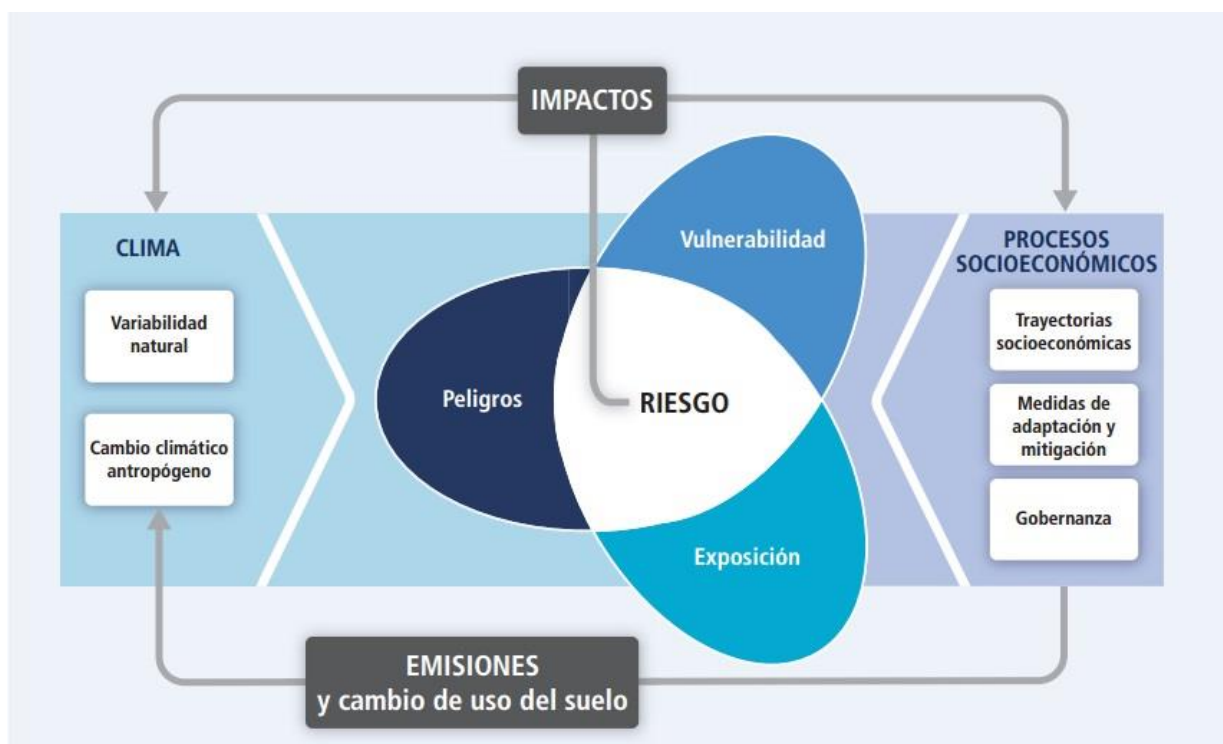 IMPACTOS
CLIMA
Variabilidad
natural
Cambio climático
antropógeno
Vulnerabilidad
Peligros
RIESGO
Exposición
PROCESOS
SOCIOECONÓMICOS
Trayectorias
socioeconómicas
Medidas de
adaptación y
mitigación
Gobernanza
EMISIONES
y cambio de uso del suelo